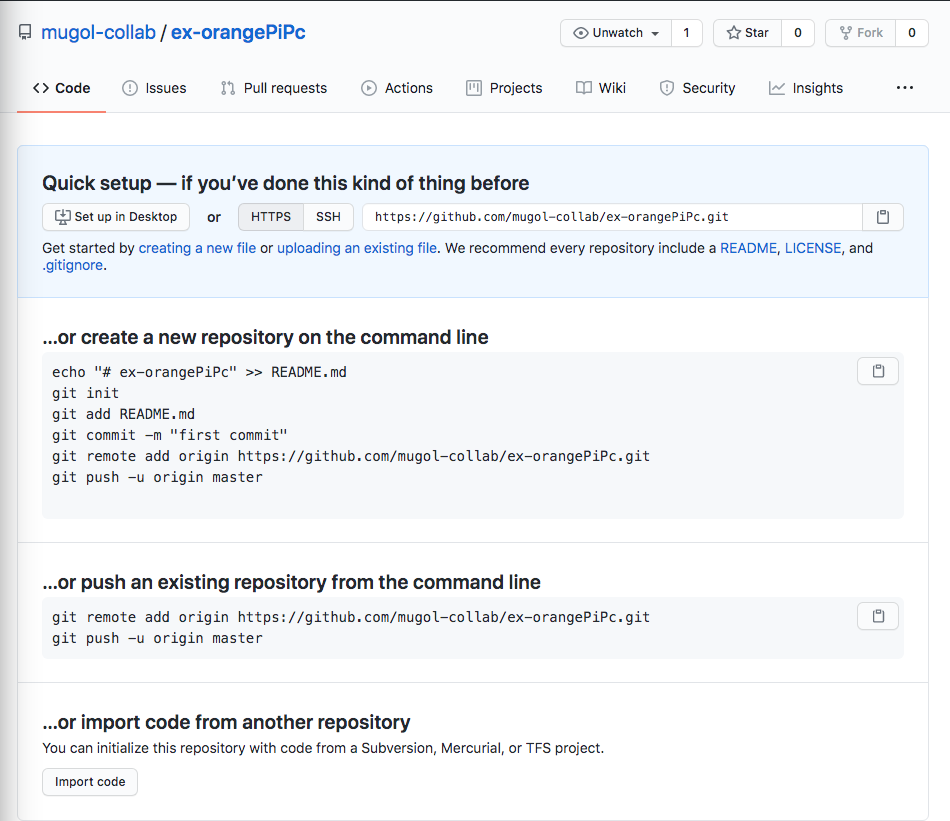 mugol-collab / ex-orangePiPc
Unwatch 1 Star 0 Fork 0
Code Issues Pull requests Actions Projects Wiki Security Insights ...
Quick setup — if you’ve done this kind of thing before
Set up in Desktop or HTTPS SSH https://github.com/mugol-collab/ex-orangePiPc.git
Get started by creating a new file or uploading an existing file. We recommend every repository include a README, LICENSE, and
.gitignore.
…or create a new repository on the command line
echo "# ex-orangePiPc" >> README.md
git init
git add README.md
git commit -m "first commit"
git remote add origin https://github.com/mugol-collab/ex-orangePiPc.git
git push -u origin master
…or push an existing repository from the command line
git remote add origin https://github.com/mugol-collab/ex-orangePiPc.git
git push -u origin master
…or import code from another repository
You can initialize this repository with code from a Subversion, Mercurial, or TFS project.
Import code